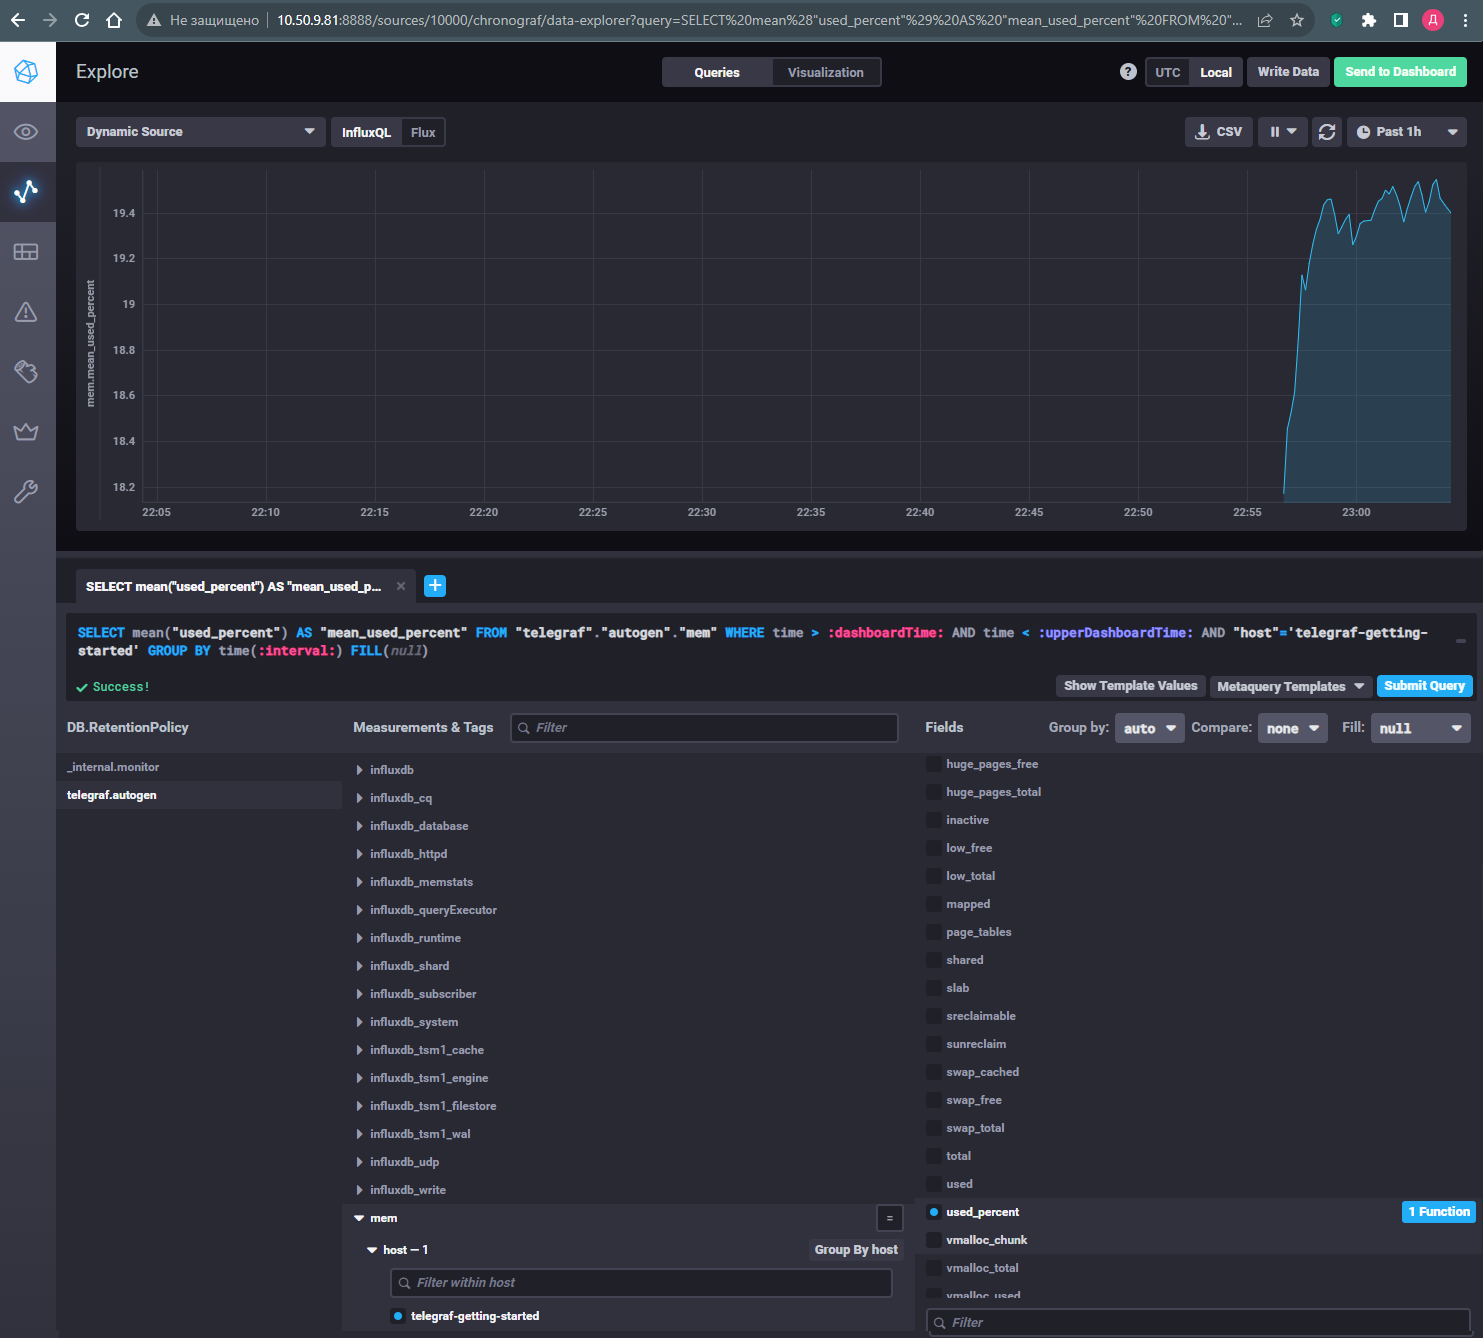 Не защищено
10.50.9.81:8888/sources/10000/chronograf/data-explorer?query=SELECT%20mean%28"used_percent"%29%20AS%20"mean_used_percent"%20FROM%20"...
Д
Explore
Queries
Visualization
?
UTC
Local
Write Data
Send to Dashboard
Dynamic Source
InfluxQL
Flux
CSV
Past 1h
mem.mean_used_percent
19.4
19.2
19
18.8
18.6
18.4
18.2
22:05
22:10
22:15
22:20
22:25
22:30
22:35
22:40
22:45
22:50
22:55
23:00
SELECT mean("used_percent") AS "mean_used_p...
SELECT mean("used_percent") AS "mean_used_percent" FROM "telegraf"."autogen"."mem" WHERE time > :dashboardTime: AND time < :upperDashboardTime: AND "host"='telegraf-getting-
started' GROUP BY time(:interval:) FILL(null)
Success!
Show Template Values
Metaquery Templates
Submit Query
DB.RetentionPolicy
_internal.monitor
telegraf.autogen
Measurements & Tags
Filter
influxdb
influxdb_cq
influxdb_database
influxdb_httpd
influxdb_memstats
influxdb_queryExecutor
influxdb_runtime
influxdb_shard
influxdb_subscriber
influxdb_system
influxdb_tsm1_cache
influxdb_tsm1_engine
influxdb_tsm1_filestore
influxdb_tsm1_wal
influxdb_udp
influxdb_write
mem
=
host — 1
Group By host
Filter within host
telegraf-getting-started
Fields
Group by:
auto
Compare:
none
Fill:
null
huge_pages_free
huge_pages_total
inactive
low_free
low_total
mapped
page_tables
shared
slab
sreclaimable
sunreclaim
swap_cached
swap_free
swap_total
total
used
used_percent
1 Function
vmalloc_chunk
vmalloc_total
vmalloc_used
Filter